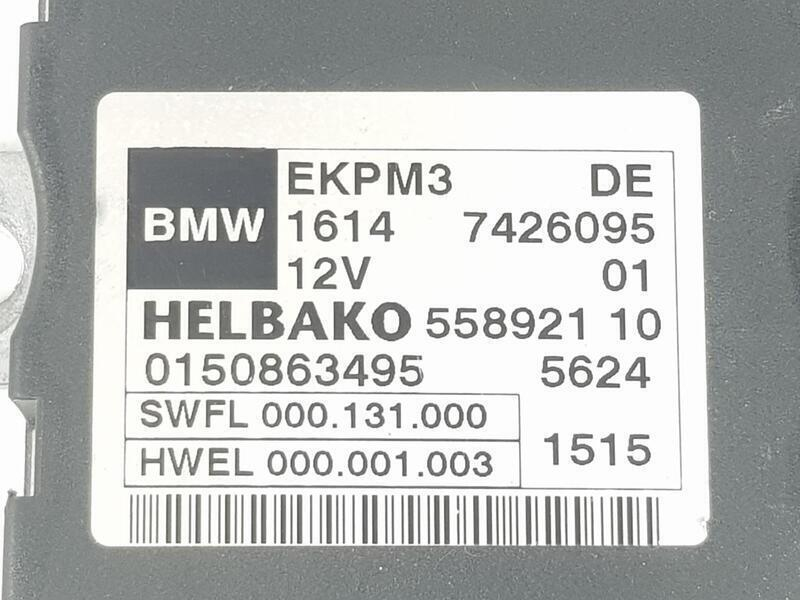 BMW
EKPM3 DE
1614 7426095
12V 01
HELBAKO 558921 10
0150863495 5624
SWFL 000.131.000
HWEL 000.001.003
1515